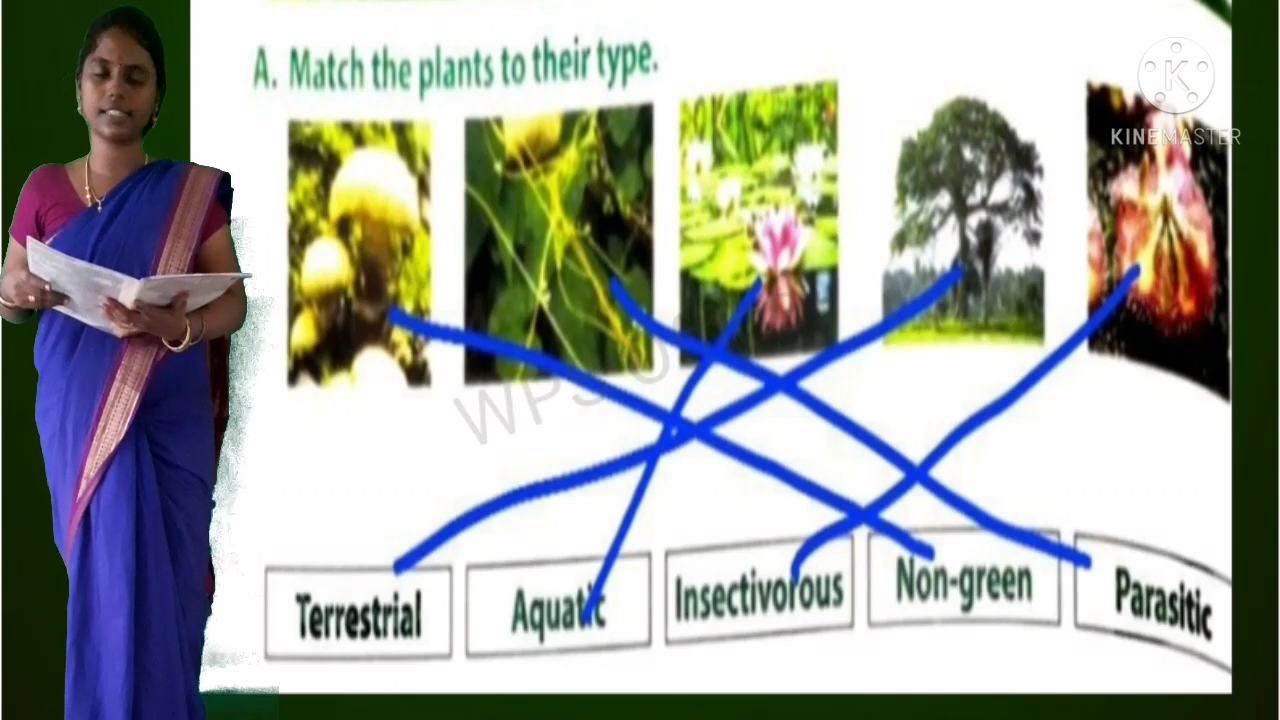 A. Match the plants to their type.
KINEMASTER
Terrestrial
Aquatic
Insectivorous
Non-green
Parasitic